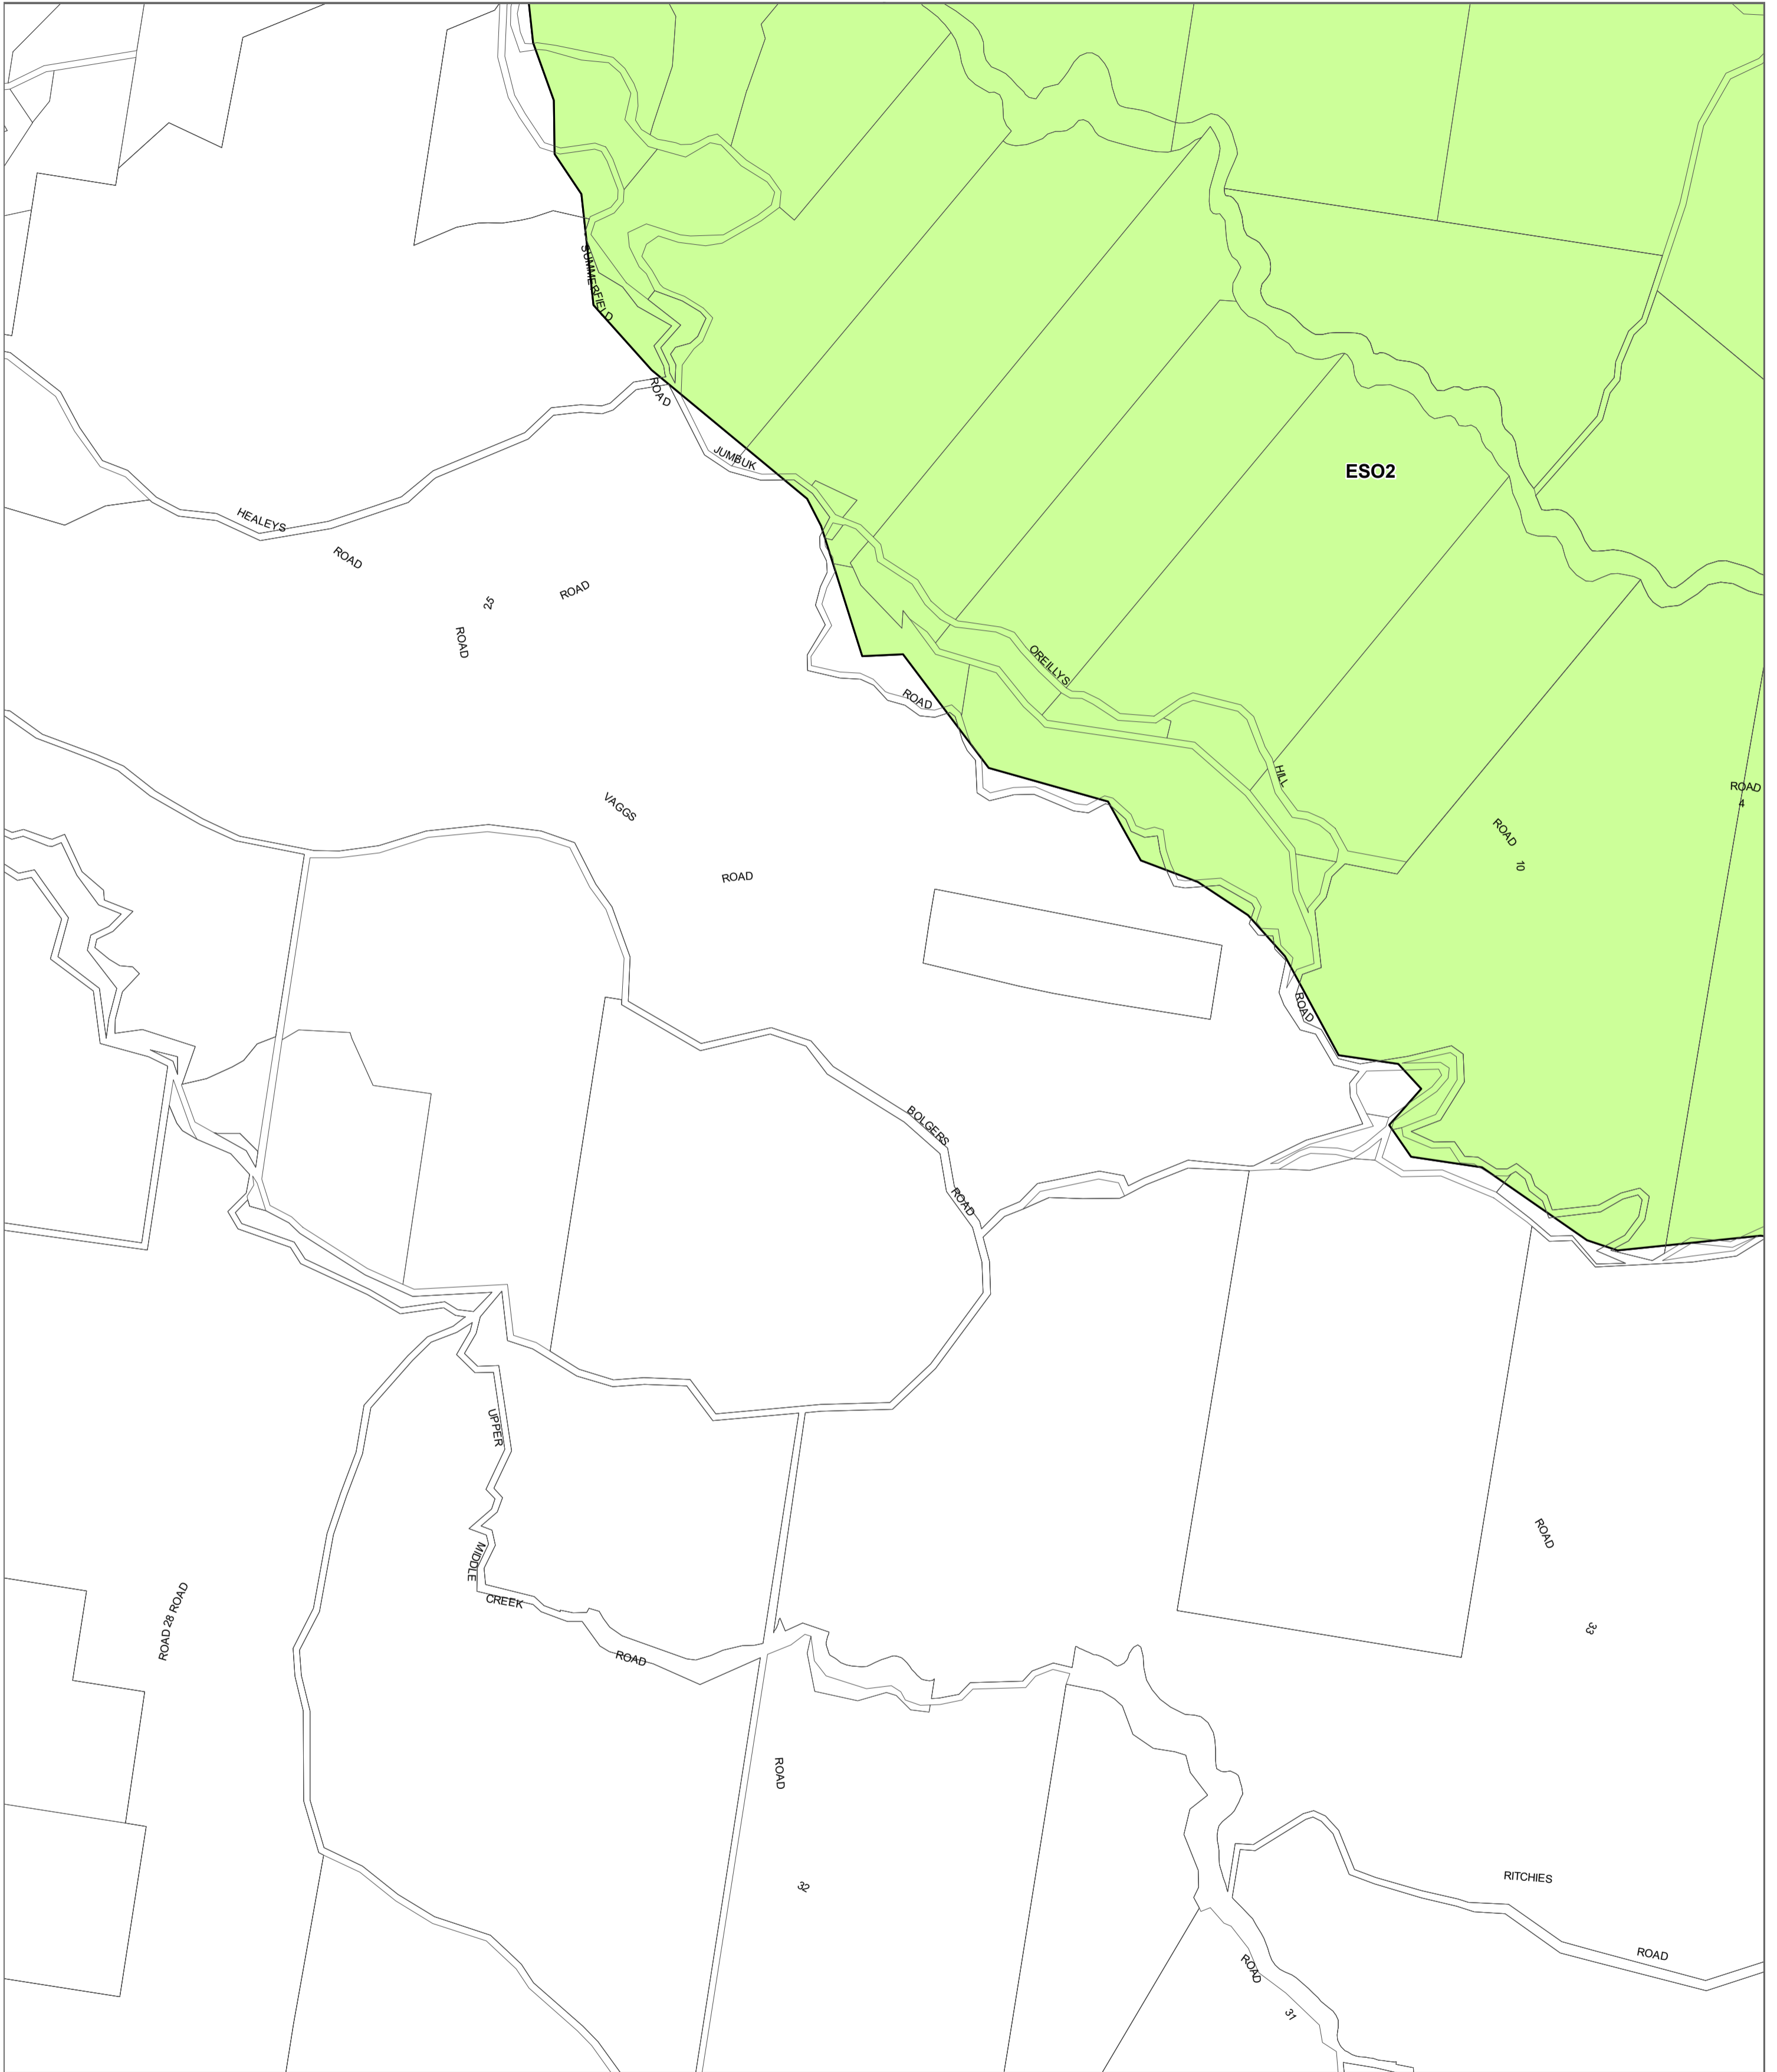 SUMMERFIELD
ROAD
JUMBUK
ESO2
HEALEYS
ROAD
25
ROAD
ROAD
OREILLYS
ROAD
HILL
ROAD
4
VAGGS
ROAD
10
ROAD
ROAD
BOLGERS
ROAD
UPPER
MIDDLE
CREEK
ROAD
ROAD 28 ROAD
ROAD
33
ROAD
32
RITCHIES
ROAD
ROAD
31